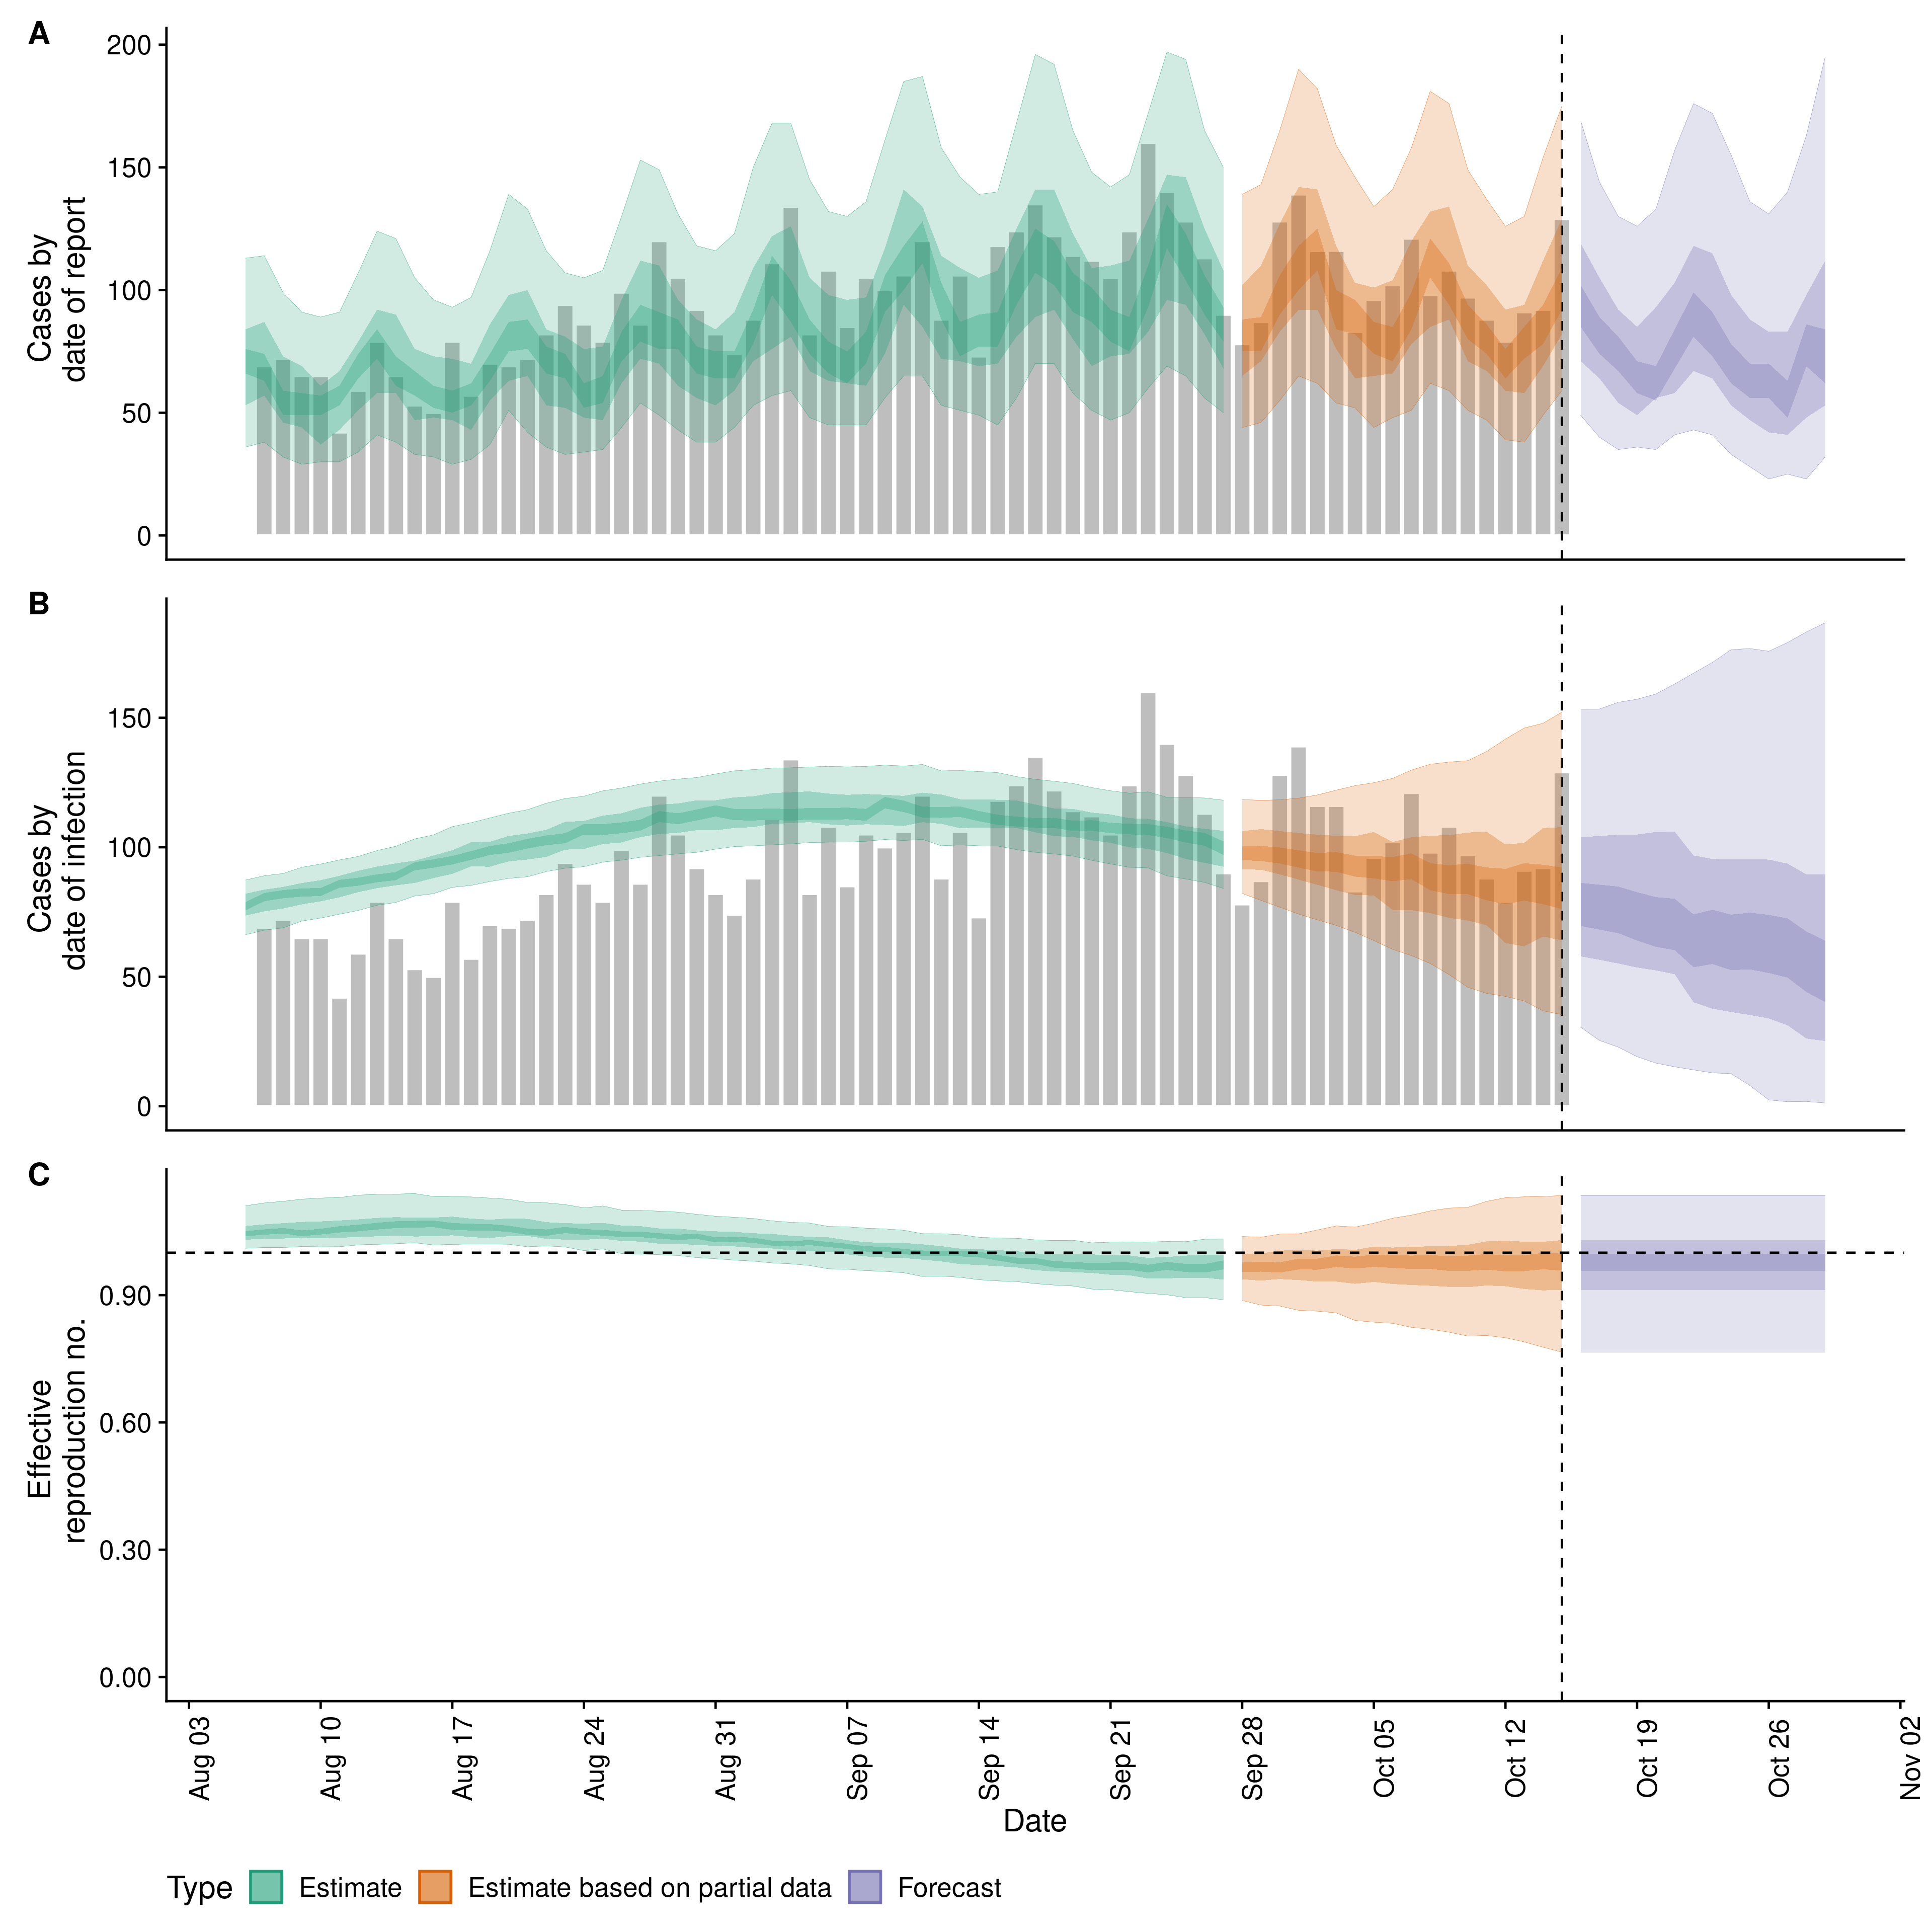 A
200
150
100
50
0
Cases by
date of report
B
150
100
50
0
Cases by
date of infection
C
0.90
0.60
0.30
0.00
Effective
reproduction no.
Aug 03
Aug 10
Aug 17
Aug 24
Aug 31
Sep 07
Sep 14
Sep 21
Sep 28
Oct 05
Oct 12
Oct 19
Oct 26
Nov 02
Date
Type Estimate Estimate based on partial data Forecast